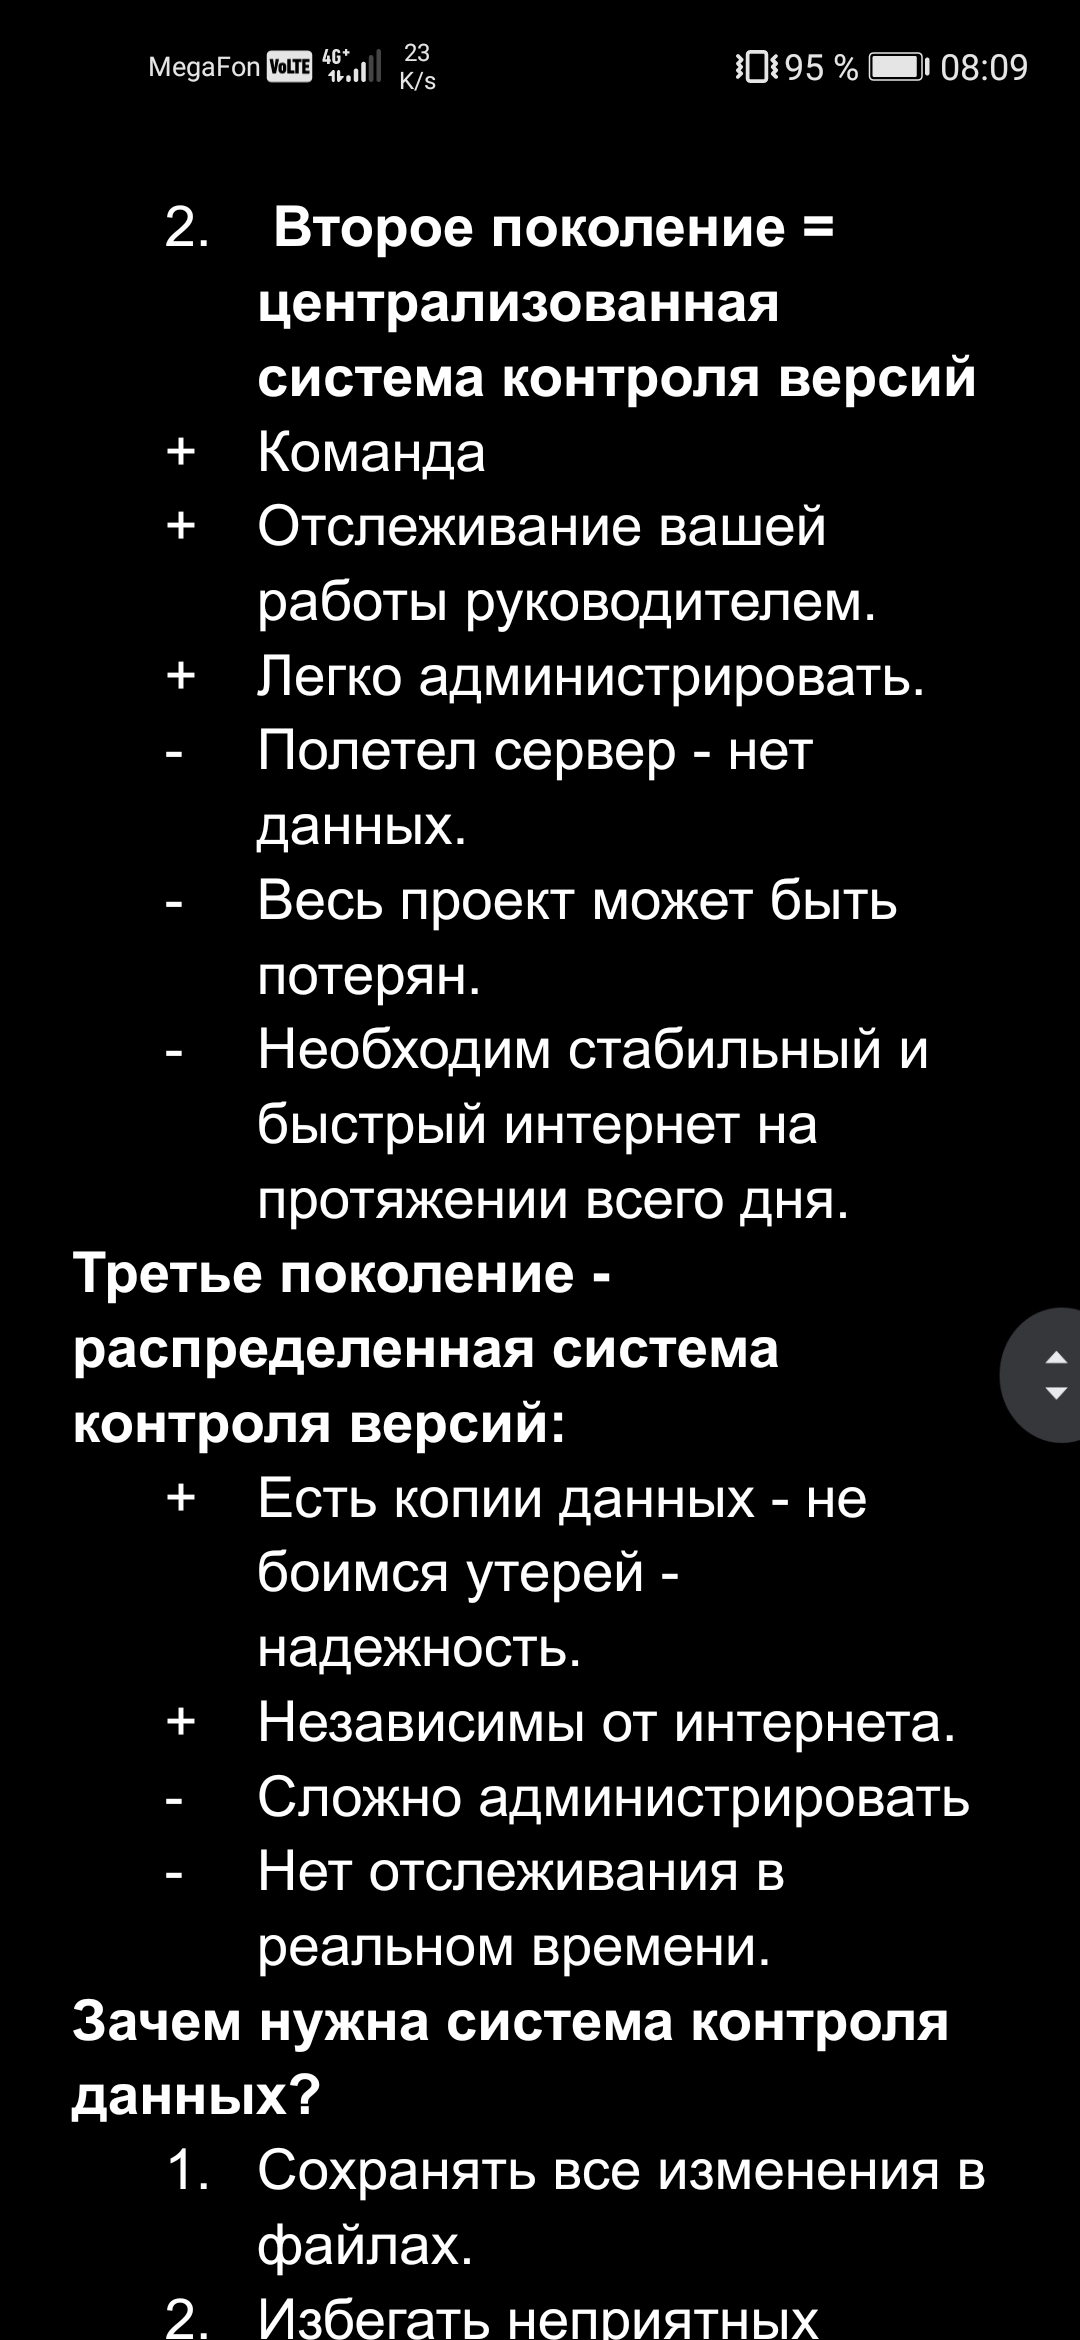 MegaFon VoLTE 4G+ 23 K/s 95 % 08:09
2. Второе поколение =
централизованная
система контроля версий
+ Команда
+ Отслеживание вашей
работы руководителем.
+ Легко администрировать.
- Полетел сервер - нет
данных.
- Весь проект может быть
потерян.
- Необходим стабильный и
быстрый интернет на
протяжении всего дня.
Третье поколение -
распределенная система
контроля версий:
+ Есть копии данных - не
боимся утерей -
надежность.
+ Независимы от интернета.
- Сложно администрировать
- Нет отслеживания в
реальном времени.
Зачем нужна система контроля
данных?
1. Сохранять все изменения в
файлах.
2. Избегать неприятных